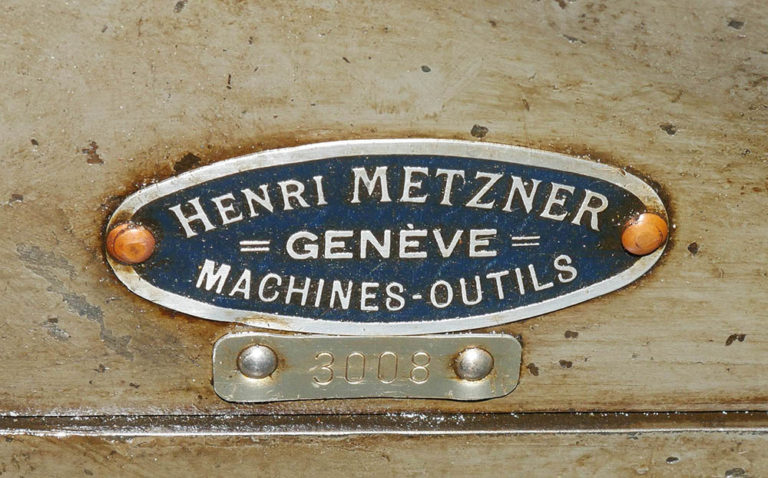 HENRI METZNER
= GENÈVE =
MACHINES-OUTILS
3008